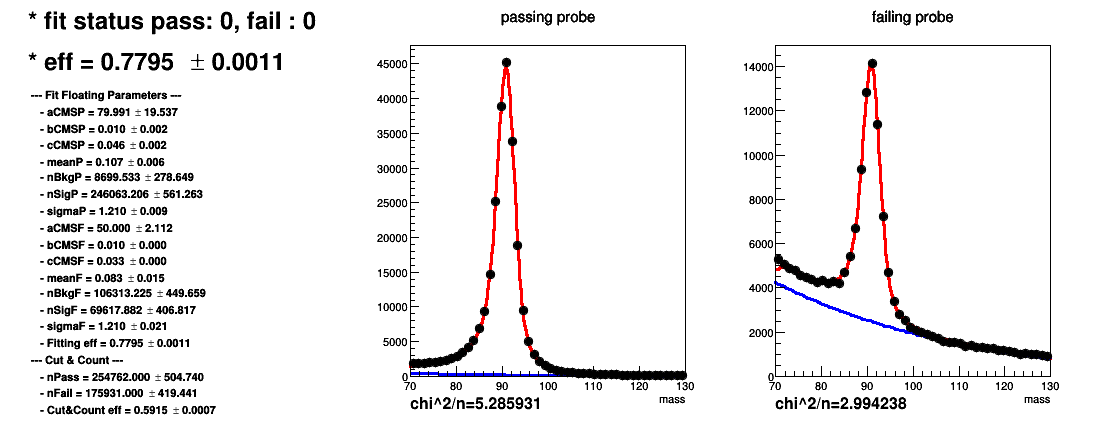 * fit status pass: 0, fail : 0
* eff = 0.7795 ± 0.0011
--- Fit Floating Parameters ---
- aCMSP = 79.991 ± 19.537
- bCMSP = 0.010 ± 0.002
- cCMSP = 0.046 ± 0.002
- meanP = 0.107 ± 0.006
- nBkgP = 8699.533 ± 278.649
- nSigP = 246063.206 ± 561.263
- sigmaP = 1.210 ± 0.009
- aCMSF = 50.000 ± 2.112
- bCMSF = 0.010 ± 0.000
- cCMSF = 0.033 ± 0.000
- meanF = 0.083 ± 0.015
- nBkgF = 106313.225 ± 449.659
- nSigF = 69617.882 ± 406.817
- sigmaF = 1.210 ± 0.021
- Fitting eff = 0.7795 ± 0.0011
--- Cut & Count ---
- nPass = 254762.000 ± 504.740
- nFail = 175931.000 ± 419.441
- Cut&Count eff = 0.5915 ± 0.0007
passing probe
45000
40000
35000
30000
25000
20000
15000
10000
5000
0
70 80 90 100 110 120 130
mass
chi^2/n=5.285931
failing probe
14000
12000
10000
8000
6000
4000
2000
0
70 80 90 100 110 120 130
mass
chi^2/n=2.994238